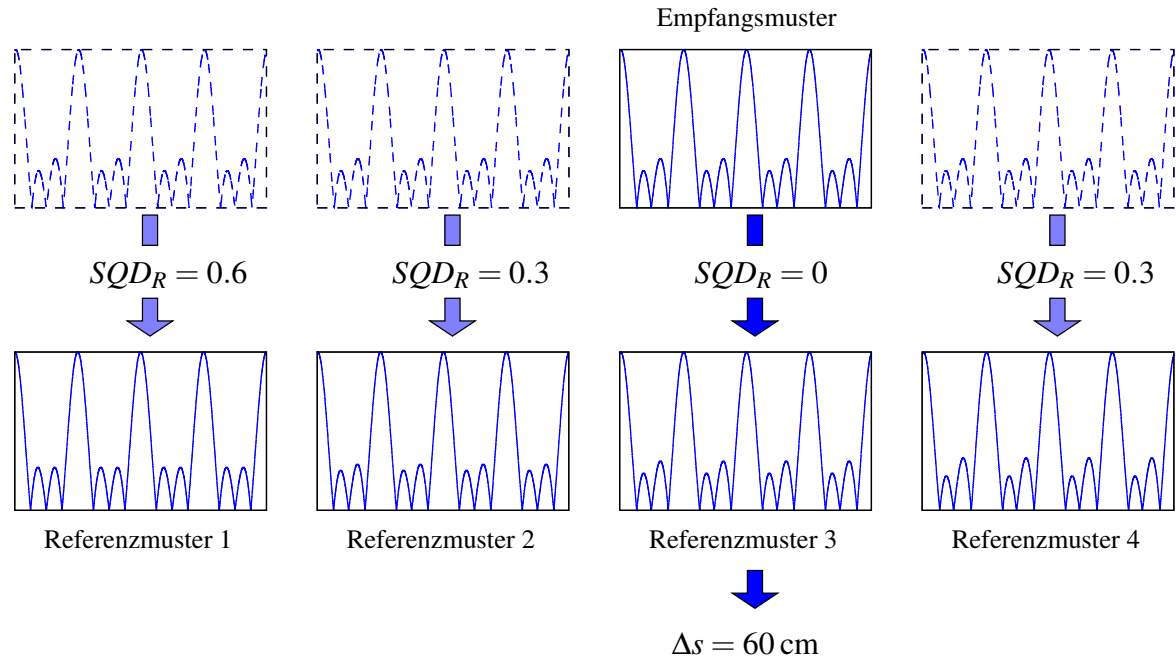 Empfangsmuster
SQD_R = 0.6
SQD_R = 0.3
SQD_R = 0
SQD_R = 0.3
Referenzmuster 1
Referenzmuster 2
Referenzmuster 3
Referenzmuster 4
Δs = 60 cm